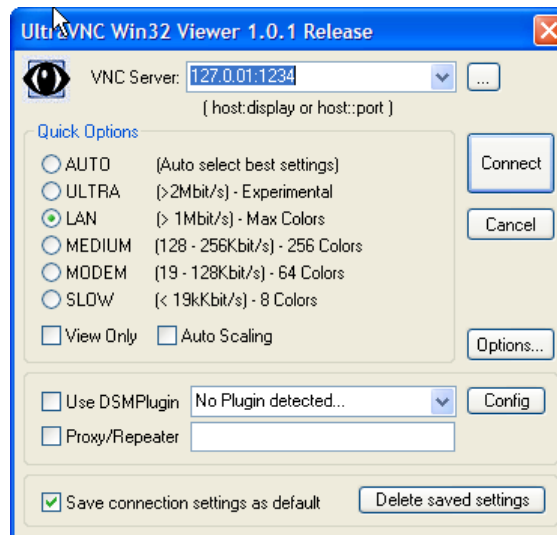 UltraVNC Win32 Viewer 1.0.1 Release
VNC Server: 127.0.01:1234 ...
( host:display or host::port )
Quick Options
AUTO (Auto select best settings)
Connect
ULTRA (>2Mbit/s) - Experimental
LAN (> 1Mbit/s) - Max Colors
Cancel
MEDIUM (128 - 256Kbit/s) - 256 Colors
MODEM (19 - 128Kbit/s) - 64 Colors
SLOW (< 19kKbit/s) - 8 Colors
View Only Auto Scaling
Options...
Use DSMPlugin No Plugin detected... Config
Proxy/Repeater
Save connection settings as default Delete saved settings